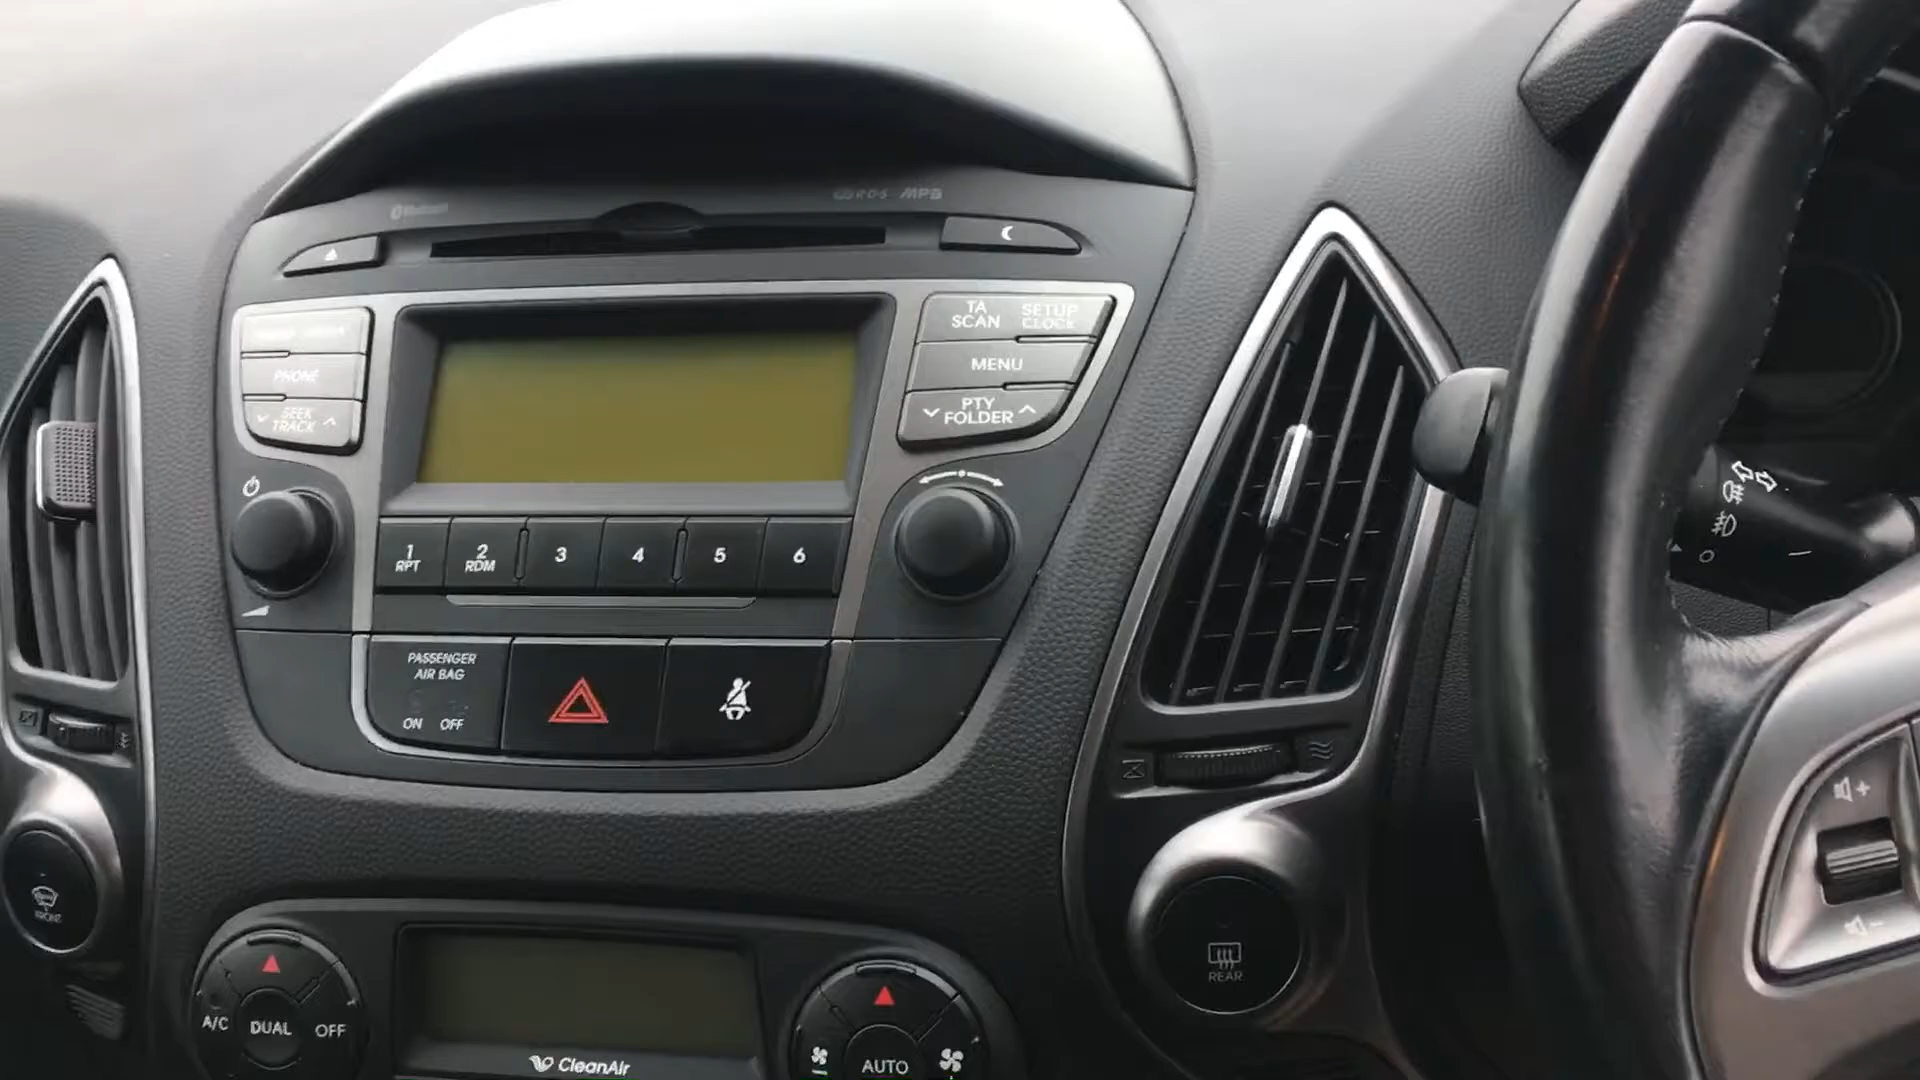 Bluetooth
RDS MP3
TA
SCAN
SETUP
CLOCK
PHONE
MENU
SEEK
TRACK
PTY
FOLDER
1
RPT
2
RDM
3
4
5
6
PASSENGER
AIR BAG
ON OFF
FRONT
REAR
A/C
DUAL
OFF
CleanAir
AUTO